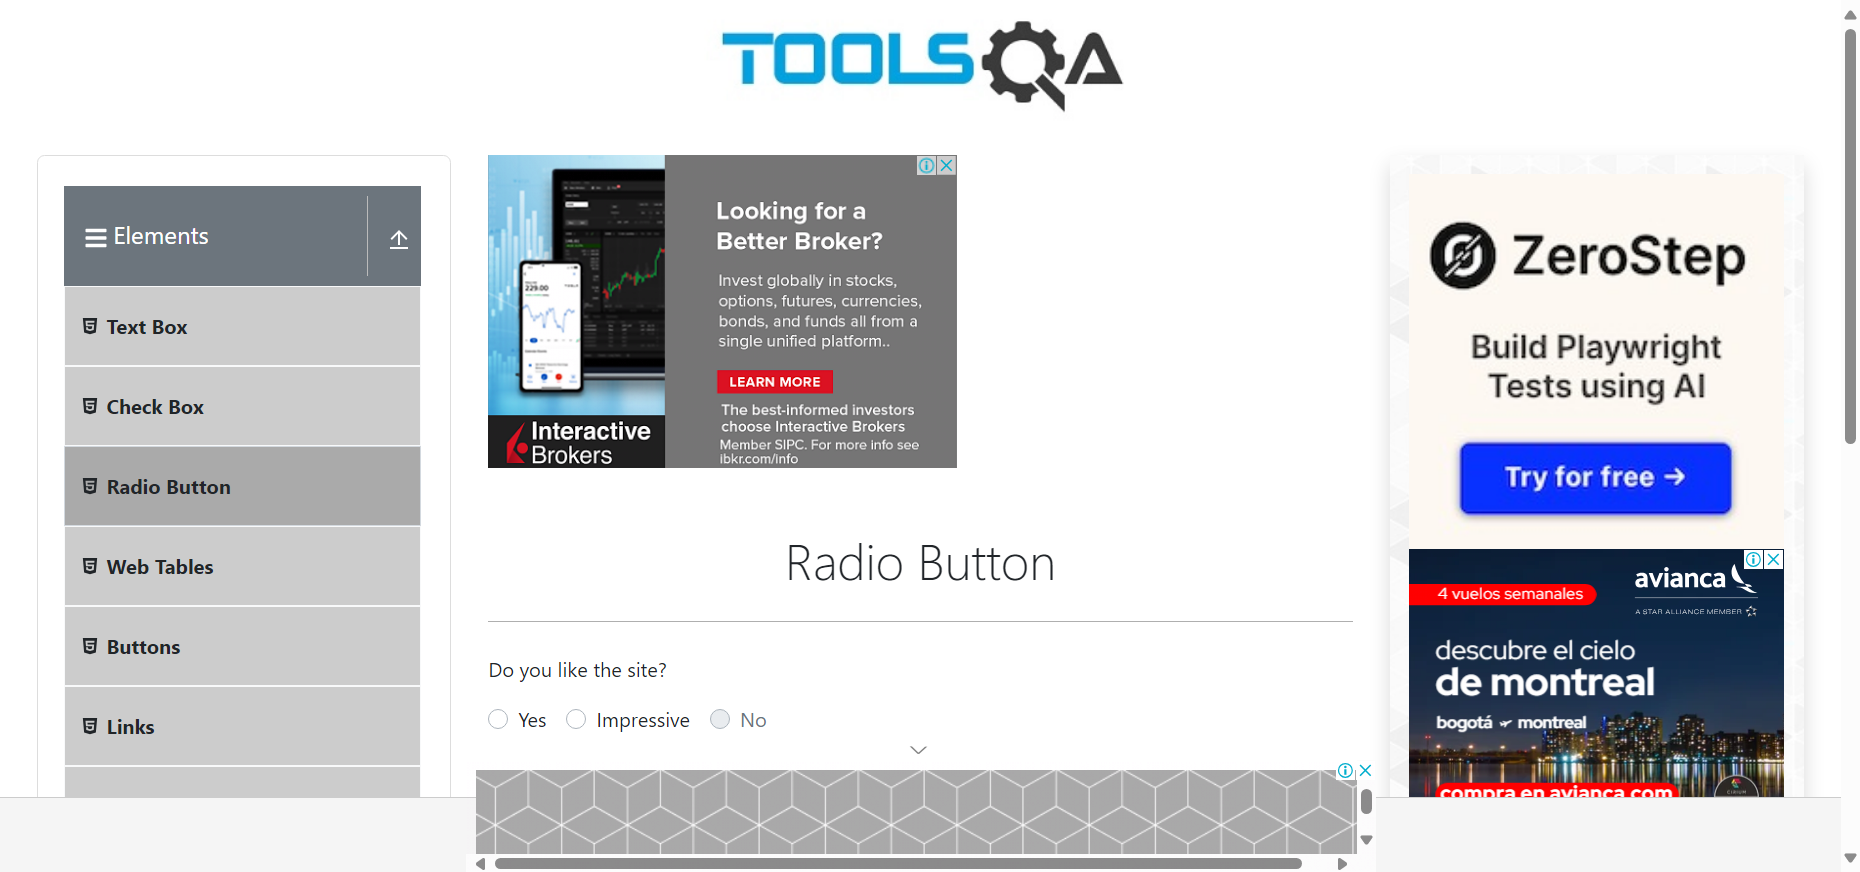 TOOLSQA
Elements
Text Box
Check Box
Radio Button
Web Tables
Buttons
Links
Looking for a
Better Broker?
Invest globally in stocks,
options, futures, currencies,
bonds, and funds all from a
single unified platform..
LEARN MORE
The best-informed investors
choose Interactive Brokers
Member SIPC. For more info see
ibkr.com/info
229.00
Interactive
Brokers
Radio Button
Do you like the site?
Yes Impressive No
ZeroStep
Build Playwright
Tests using AI
Try for free →
avianca
A STAR ALLIANCE MEMBER
4 vuelos semanales
descubre el cielo
de montreal
bogotá montreal
compra en avianca.com